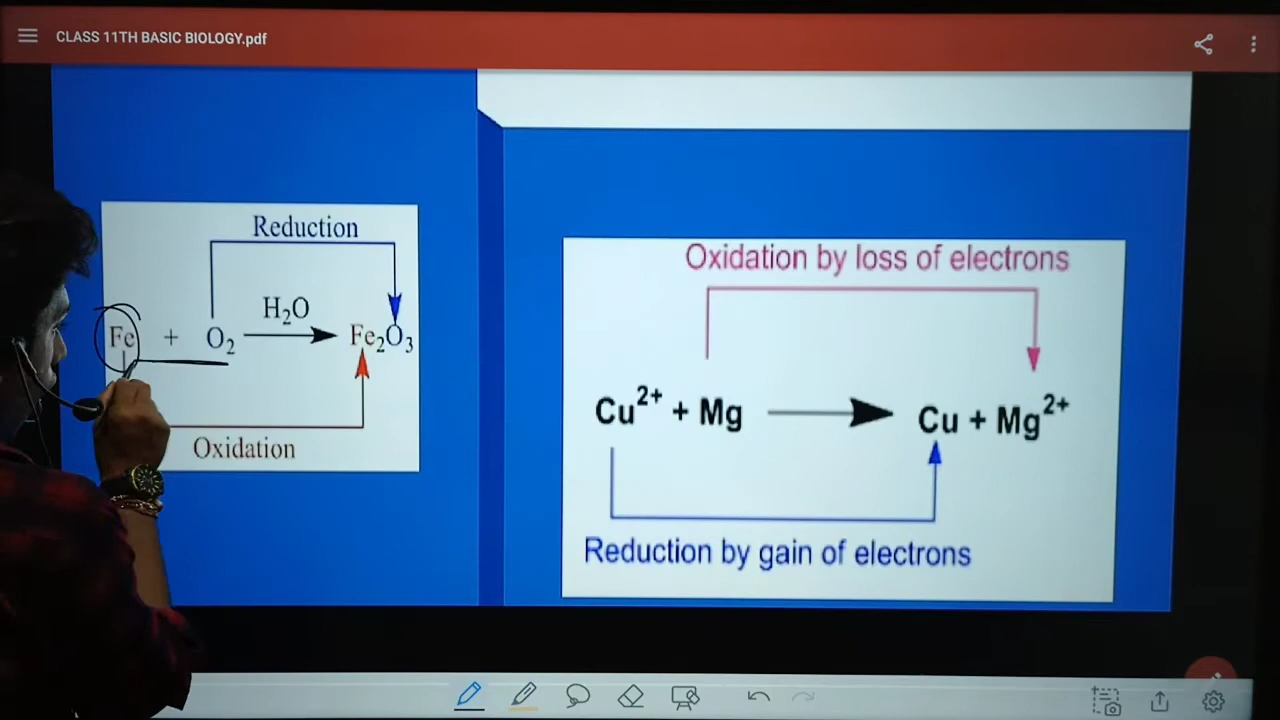 CLASS 11TH BASIC BIOLOGY.pdf
Reduction
H₂O
Fe + O₂ Fe₂O₃
Oxidation
Oxidation by loss of electrons
Cu²⁺ + Mg Cu + Mg²⁺
Reduction by gain of electrons